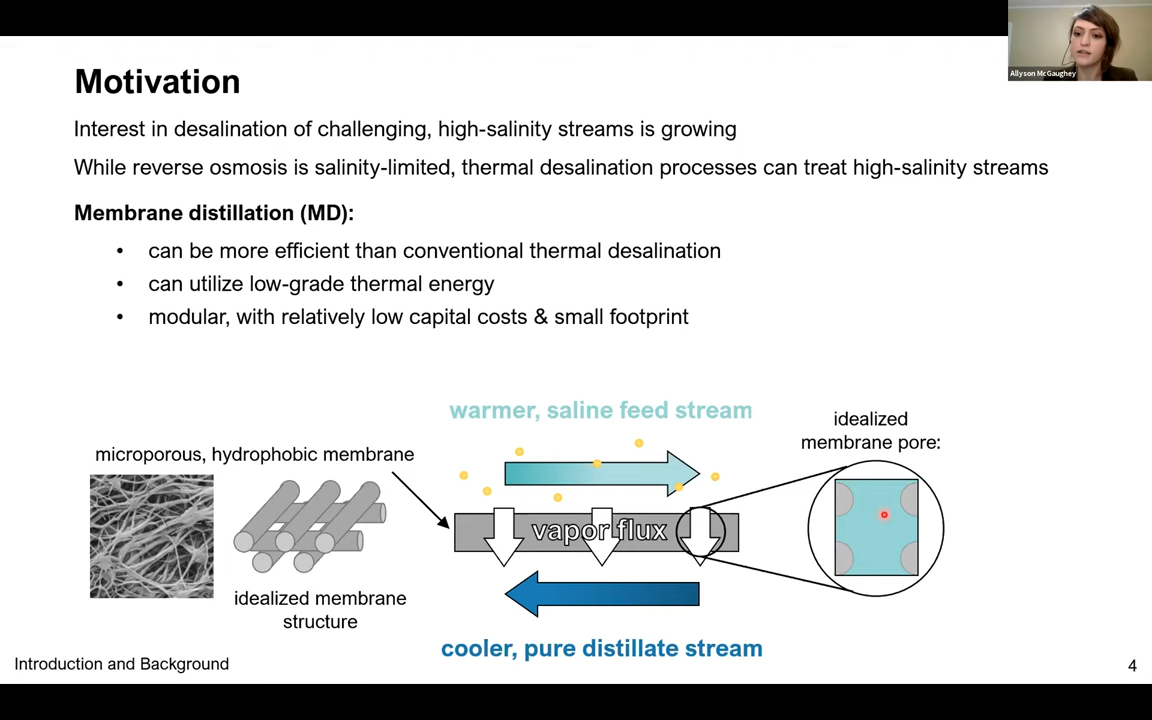 Allyson McGaughey
Motivation
Interest in desalination of challenging, high-salinity streams is growing
While reverse osmosis is salinity-limited, thermal desalination processes can treat high-salinity streams
Membrane distillation (MD):
• can be more efficient than conventional thermal desalination
• can utilize low-grade thermal energy
• modular, with relatively low capital costs & small footprint
warmer, saline feed stream
idealized
membrane pore:
microporous, hydrophobic membrane
vapor flux
idealized membrane
structure
cooler, pure distillate stream
Introduction and Background
4